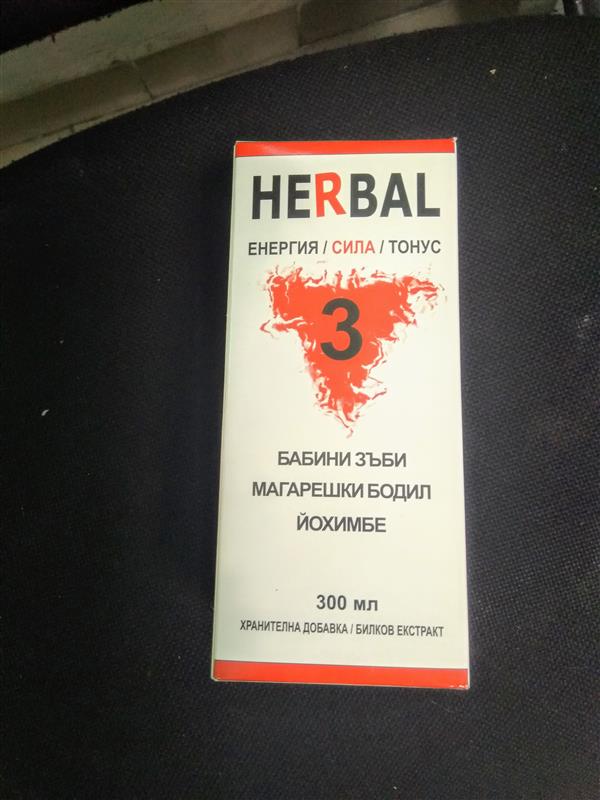 HERBAL
ЕНЕРГИЯ / СИЛА / ТОНУС
3
БАБИНИ ЗЪБИ
МАГАРЕШКИ БОДИЛ
ЙОХИМБЕ
300 мл
ХРАНИТЕЛНА ДОБАВКА / БИЛКОВ ЕКСТРАКТ